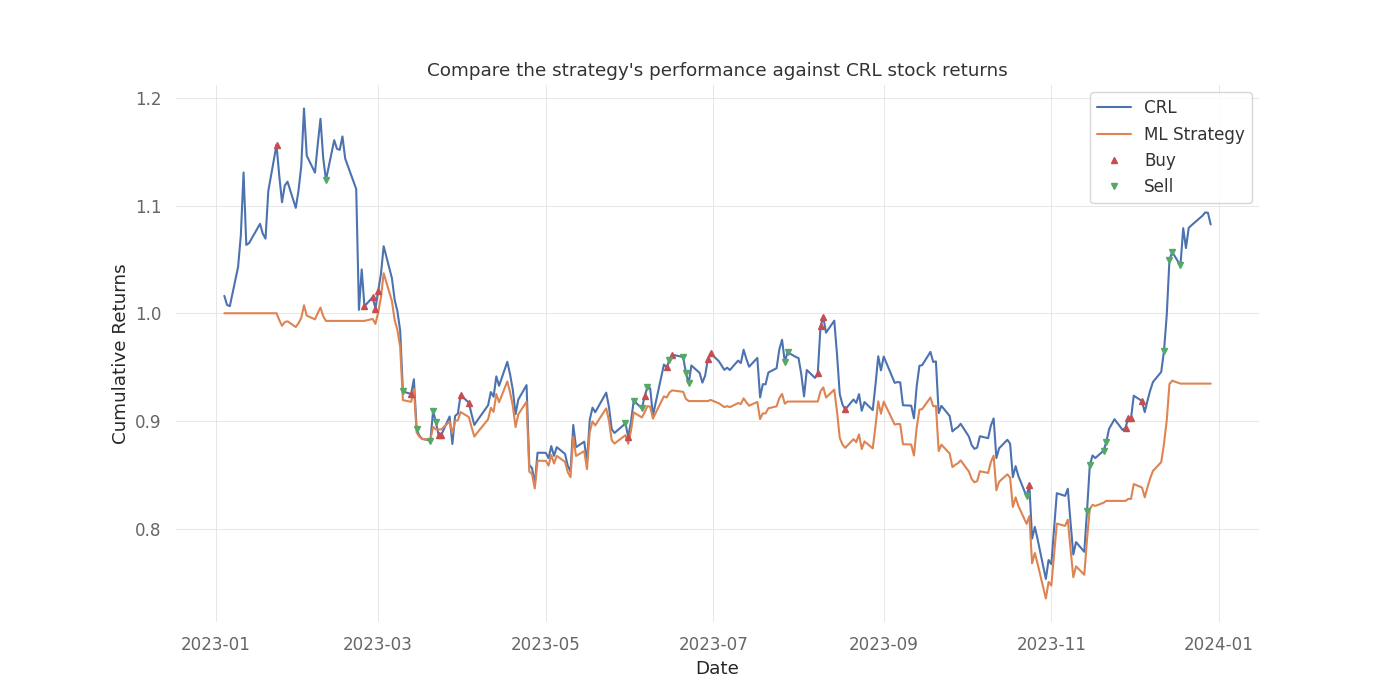 Compare the strategy's performance against CRL stock returns
CRL
ML Strategy
Buy
Sell
Cumulative Returns
1.2
1.1
1.0
0.9
0.8
2023-01
2023-03
2023-05
2023-07
2023-09
2023-11
2024-01
Date